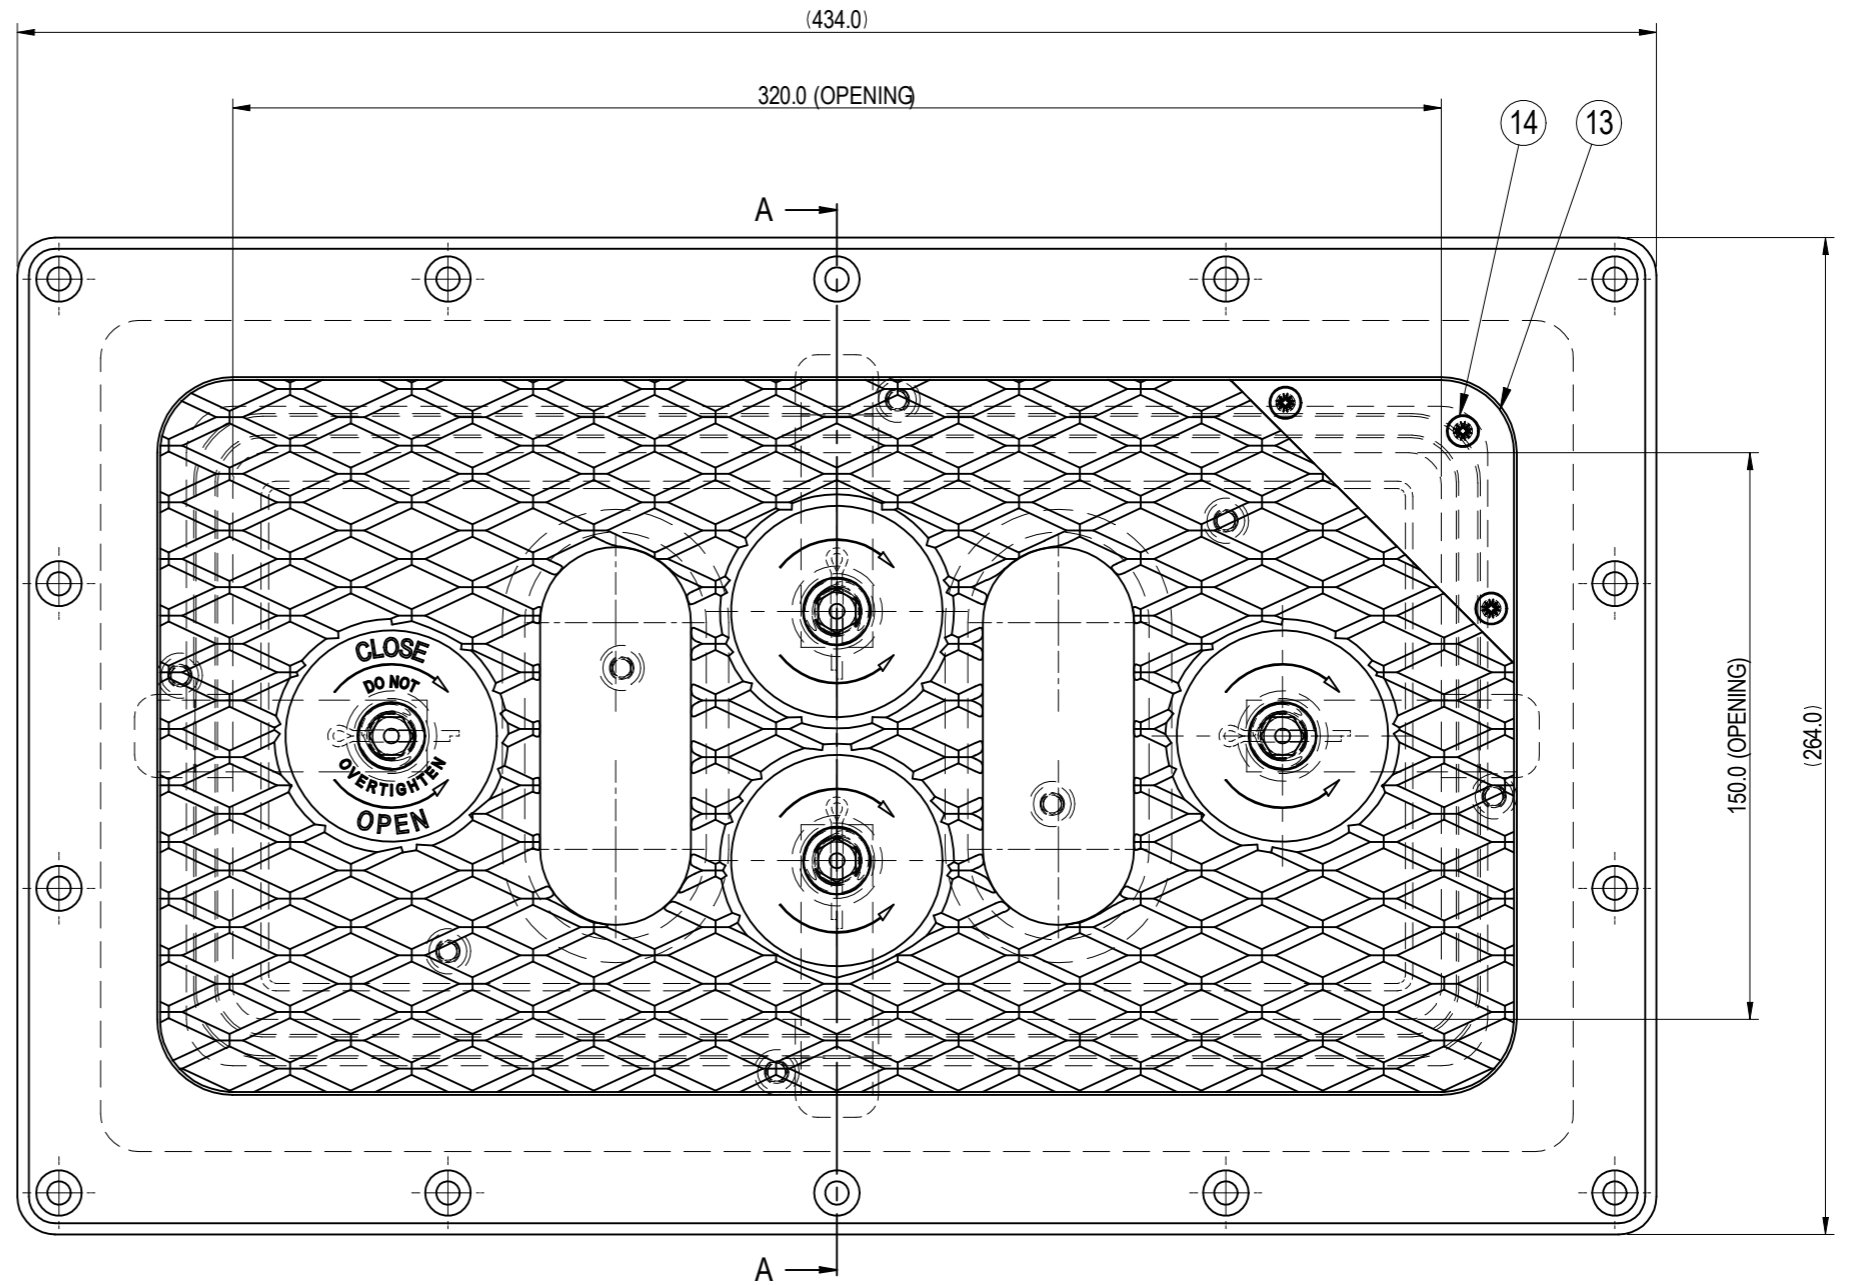 (434.0)
320.0 (OPENING)
14
13
A
CLOSE
DO NOT
OVERTIGHTEN
OPEN
150.0 (OPENING)
(264.0)
A